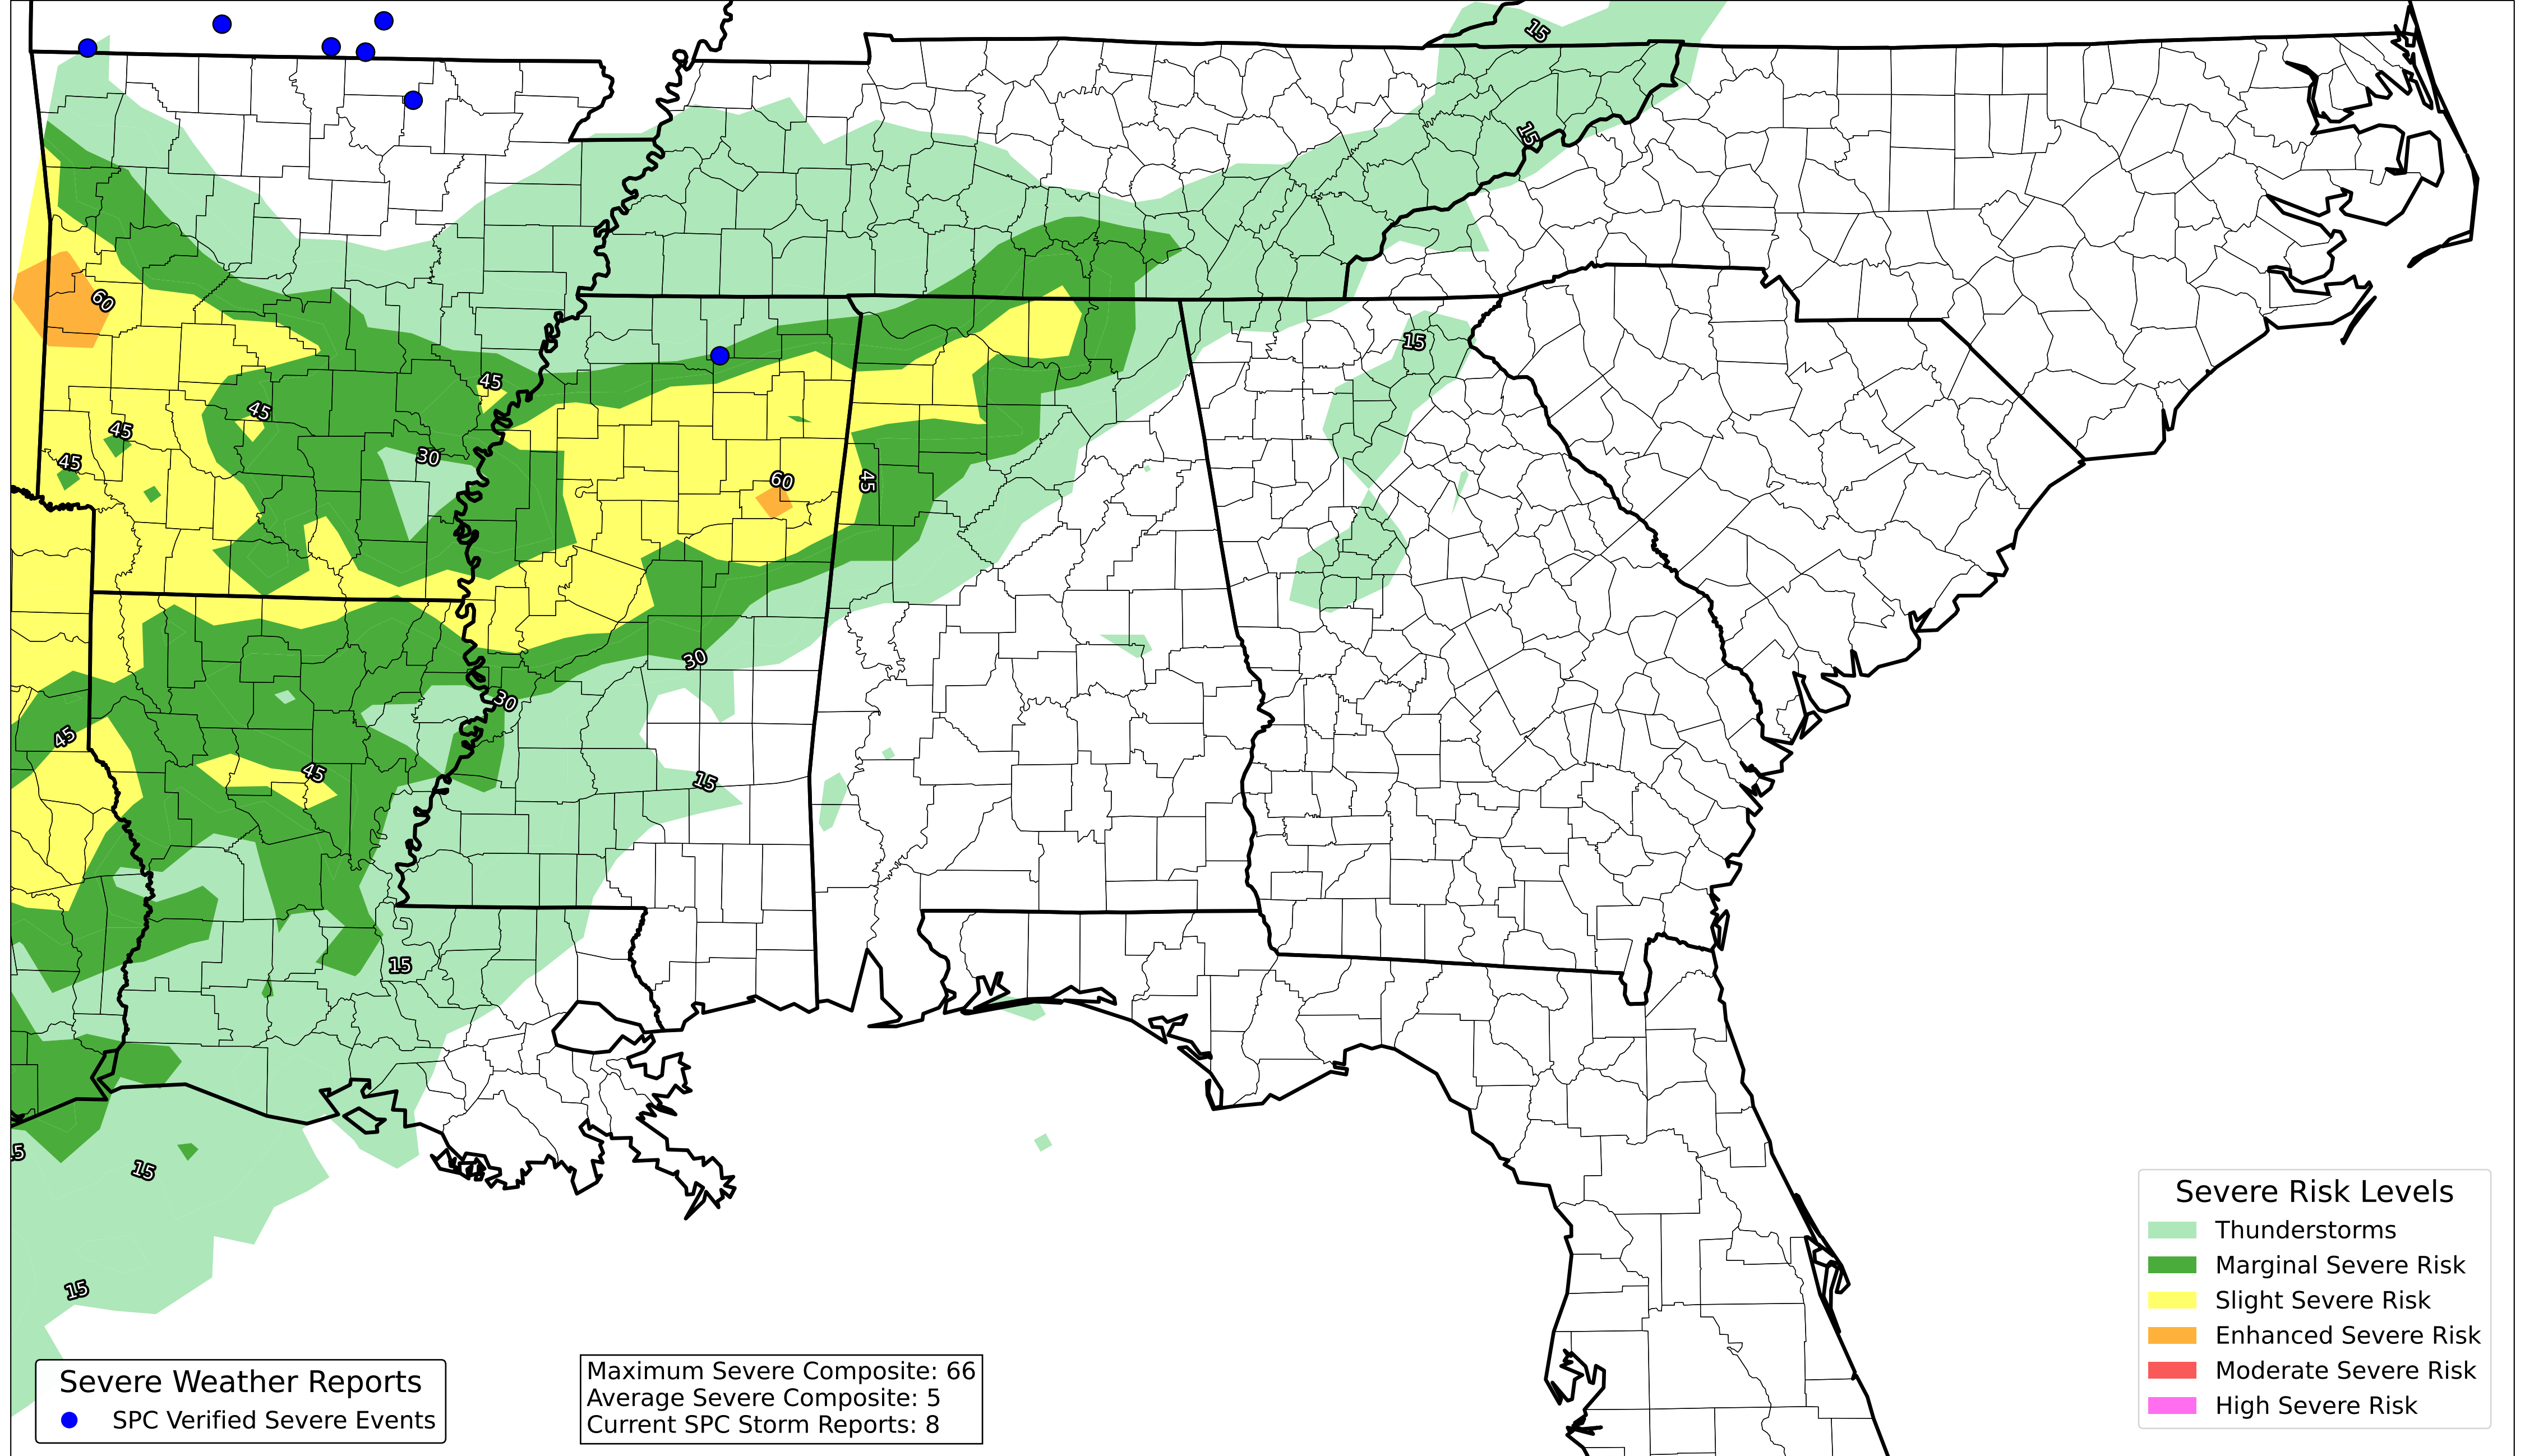 15
15
60
15
45
45
45
45
30
60
45
30
30
45
45
15
15
15
15
15
Severe Risk Levels
Thunderstorms
Marginal Severe Risk
Slight Severe Risk
Enhanced Severe Risk
Moderate Severe Risk
High Severe Risk
Severe Weather Reports
SPC Verified Severe Events
Maximum Severe Composite: 66
Average Severe Composite: 5
Current SPC Storm Reports: 8